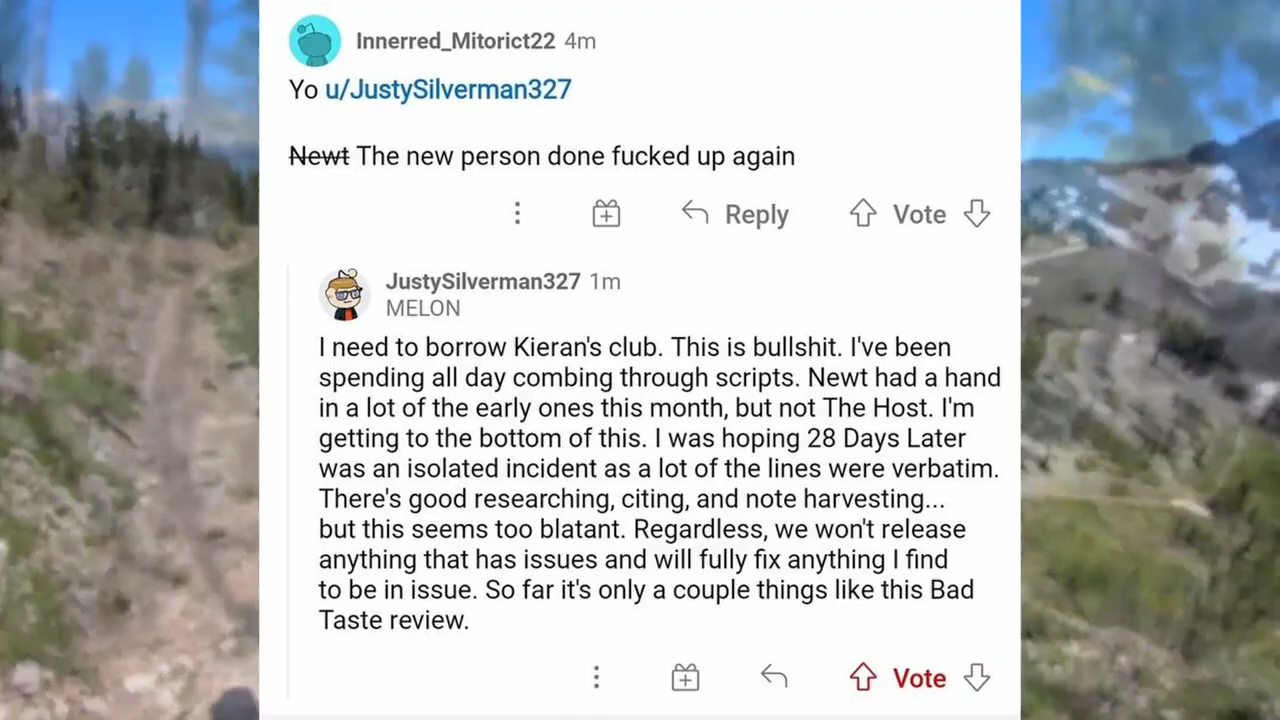 Innerred_Mitorict22 4m
Yo u/JustySilverman327
Newt The new person done fucked up again
Reply Vote
JustySilverman327 1m
MELON
I need to borrow Kieran's club. This is bullshit. I've been
spending all day combing through scripts. Newt had a hand
in a lot of the early ones this month, but not The Host. I'm
getting to the bottom of this. I was hoping 28 Days Later
was an isolated incident as a lot of the lines were verbatim.
There's good researching, citing, and note harvesting...
but this seems too blatant. Regardless, we won't release
anything that has issues and will fully fix anything I find
to be in issue. So far it's only a couple things like this Bad
Taste review.
Vote